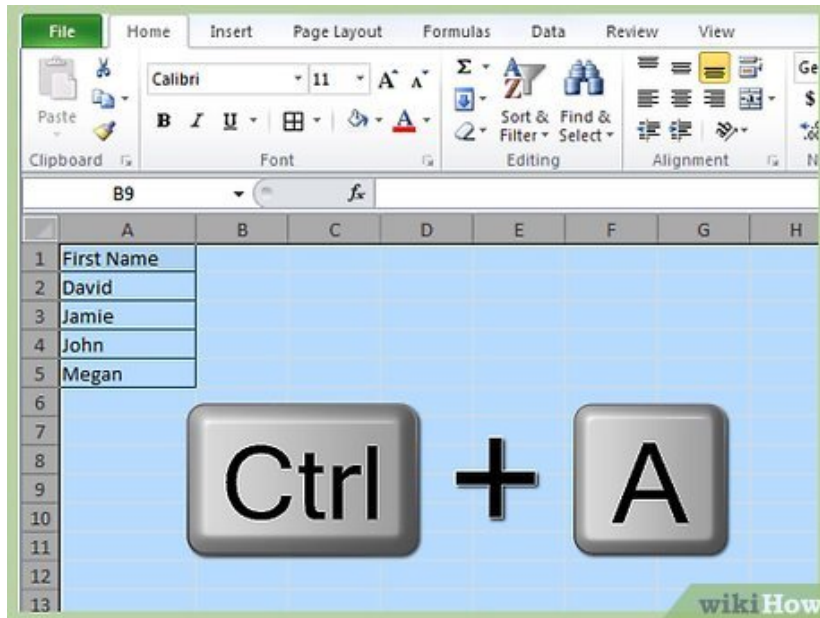 File Home Insert Page Layout Formulas Data Review View
Calibri 11 A A Σ Ge
Paste B I U A Sort & Filter Find & Select $
Clipboard Font Editing Alignment N
B9 fx
A B C D E F G H
1 First Name
2 David
3 Jamie
4 John
5 Megan
6
7
8
9
10
11
12
13
Ctrl + A
wikiHow